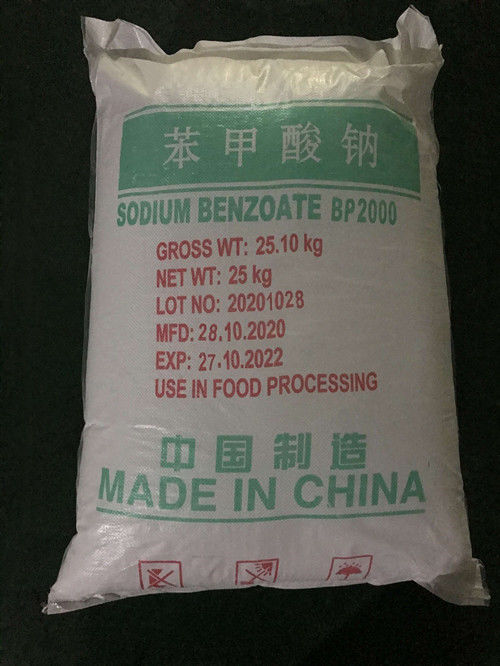 苯甲酸钠
SODIUM BENZOATE BP2000
GROSS WT: 25.10 kg
NET WT: 25 kg
LOT NO: 20201028
MFD: 28.10.2020
EXP: 27.10.2022
USE IN FOOD PROCESSING
中国制造
MADE IN CHINA